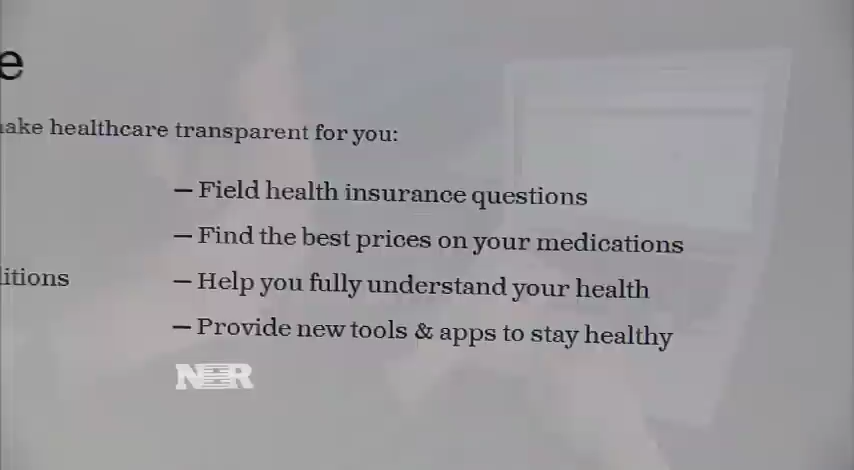 e
ake healthcare transparent for you:
— Field health insurance questions
— Find the best prices on your medications
litions
— Help you fully understand your health
— Provide new tools & apps to stay healthy
NBR